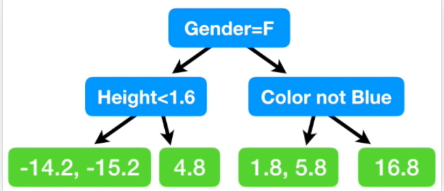 Gender=F
Height<1.6
Color not Blue
-14.2, -15.2
4.8
1.8, 5.8
16.8